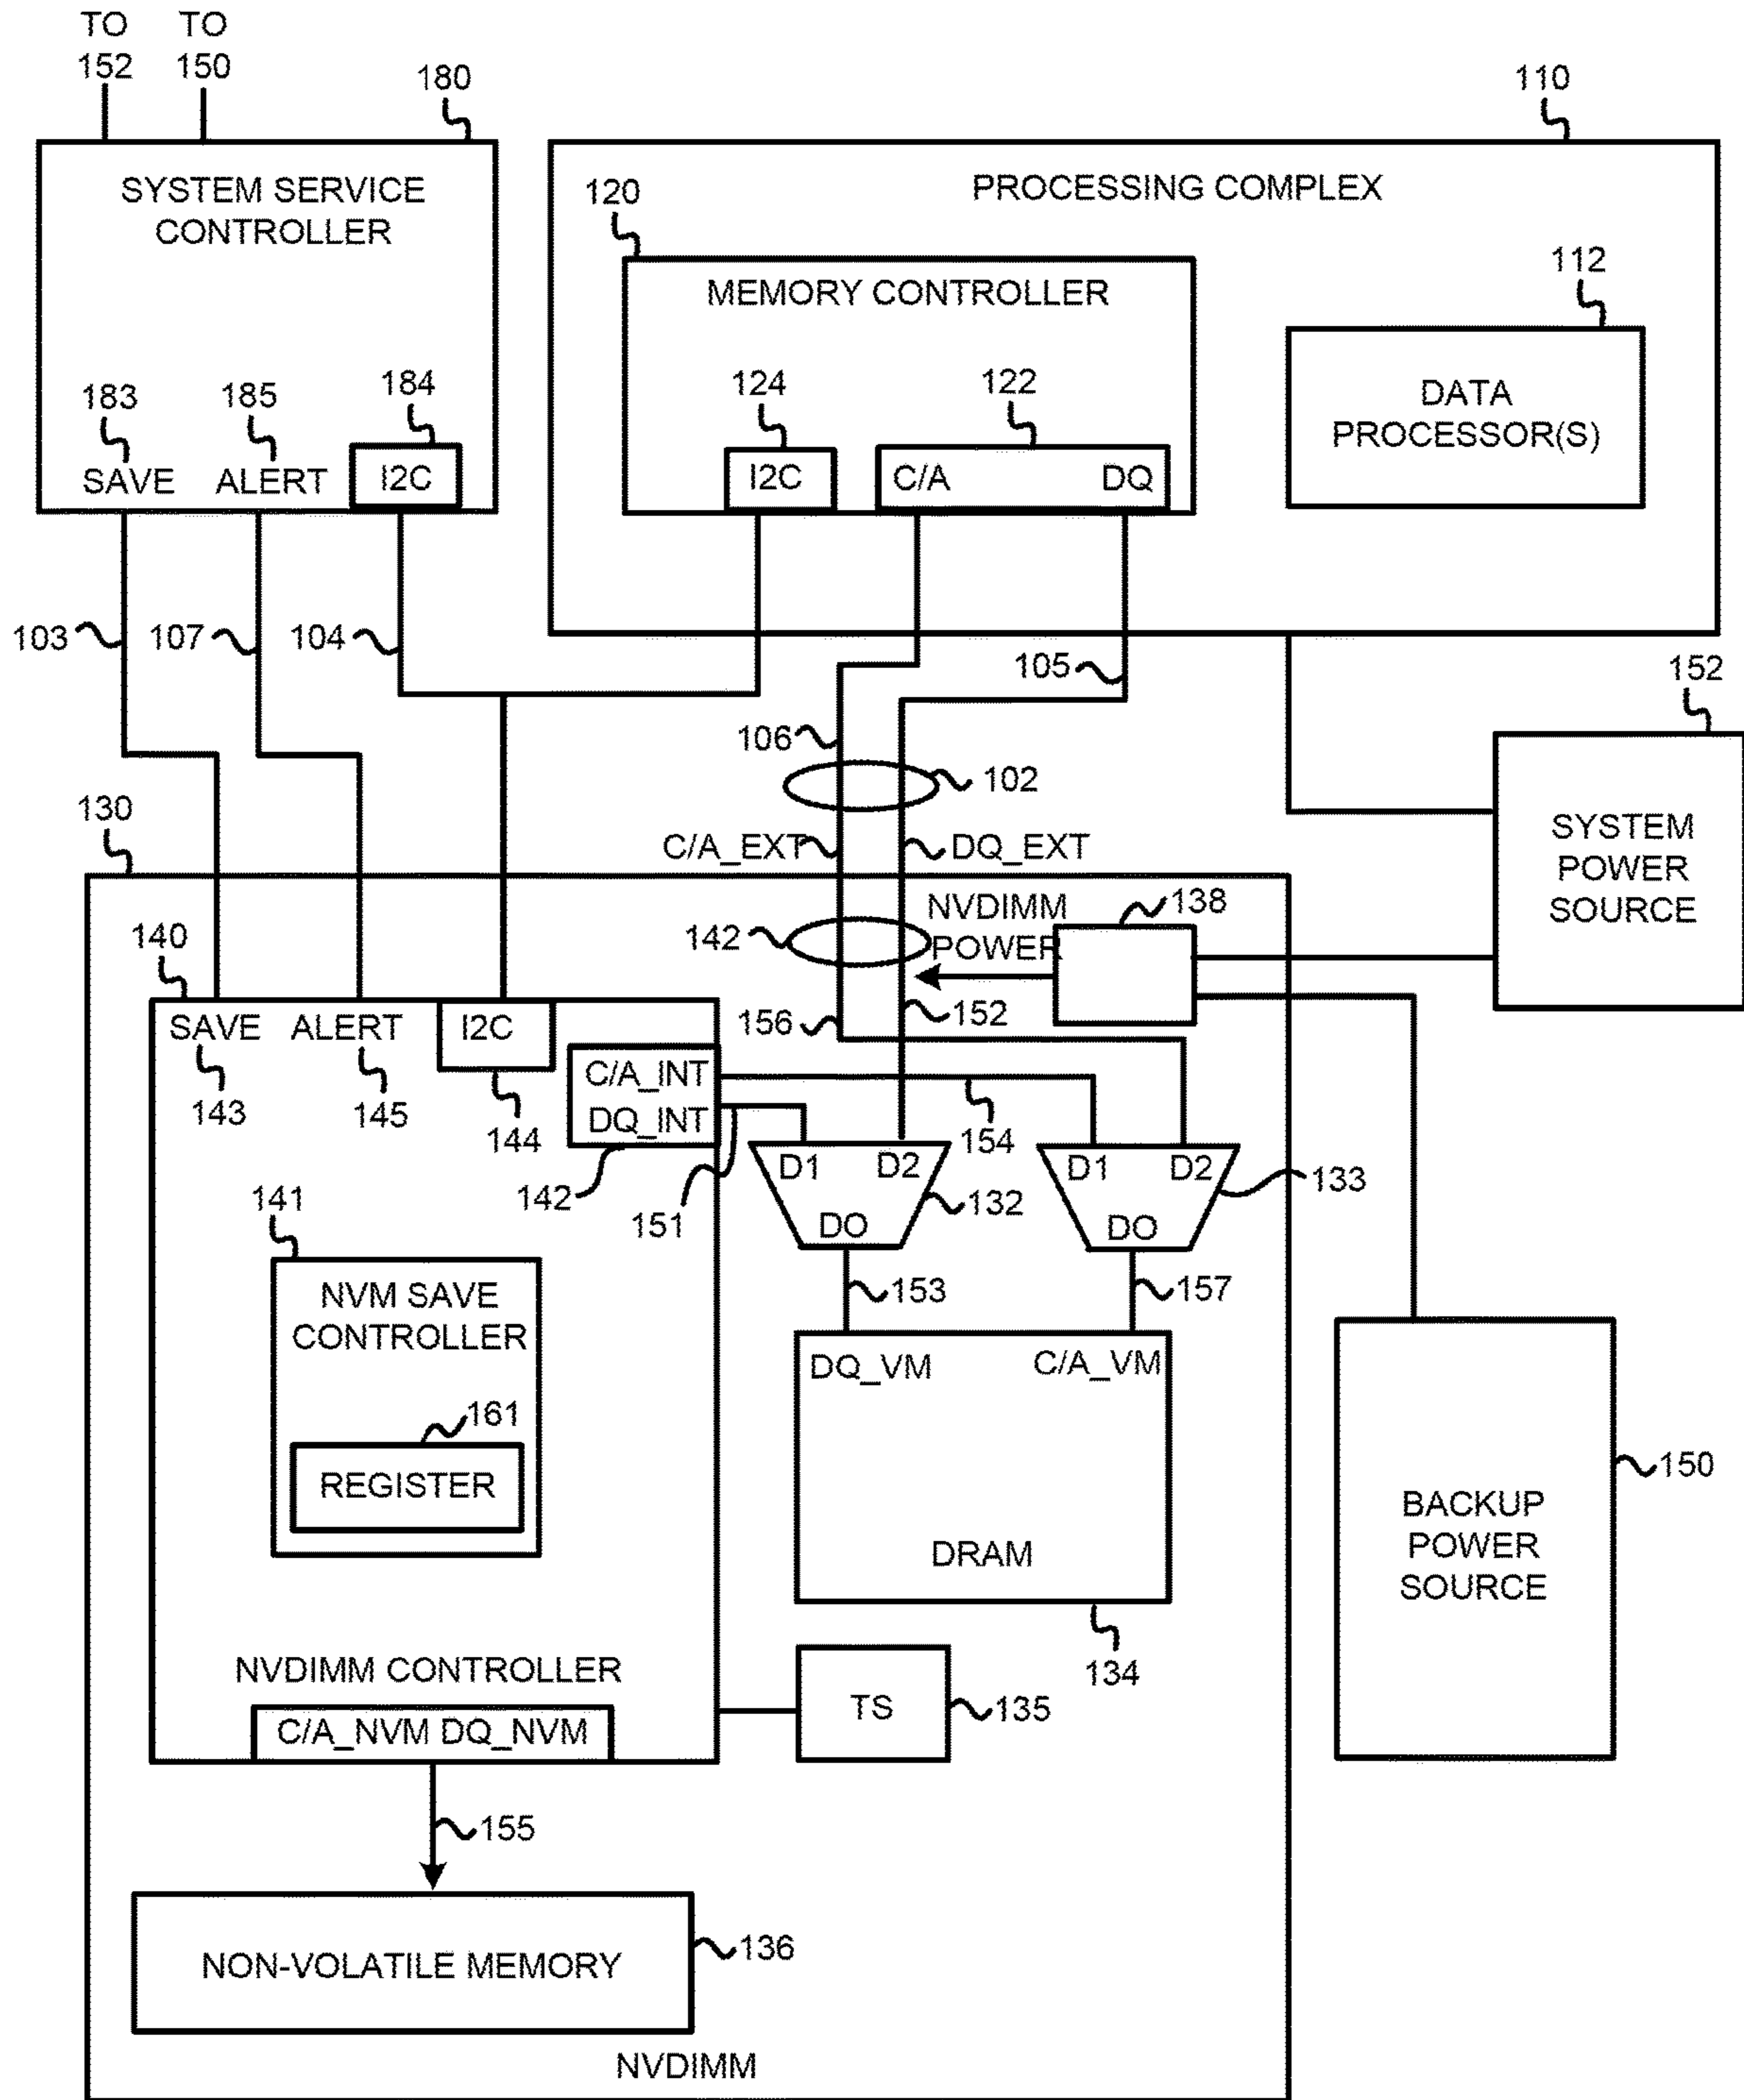 TO TO
152 150
180
110
SYSTEM SERVICE
CONTROLLER
PROCESSING COMPLEX
120
MEMORY CONTROLLER
112
DATA
PROCESSOR(S)
183 185 184
124 122
SAVE ALERT I2C
I2C C/A DQ
103 107 104
105
152
106
102
130
C/A_EXT DQ_EXT
SYSTEM
POWER
SOURCE
NVDIMM
POWER
138
142
140
156 152
SAVE ALERT I2C
C/A_INT
DQ_INT
143 145 144
154
D1 D2
D1 D2
133
142
151
132
DO
DO
141
153 157
NVM SAVE
CONTROLLER
DQ_VM C/A_VM
161
REGISTER
150
BACKUP
POWER
SOURCE
DRAM
134
NVDIMM CONTROLLER
TS
135
C/A_NVM DQ_NVM
155
NON-VOLATILE MEMORY
136
NVDIMM